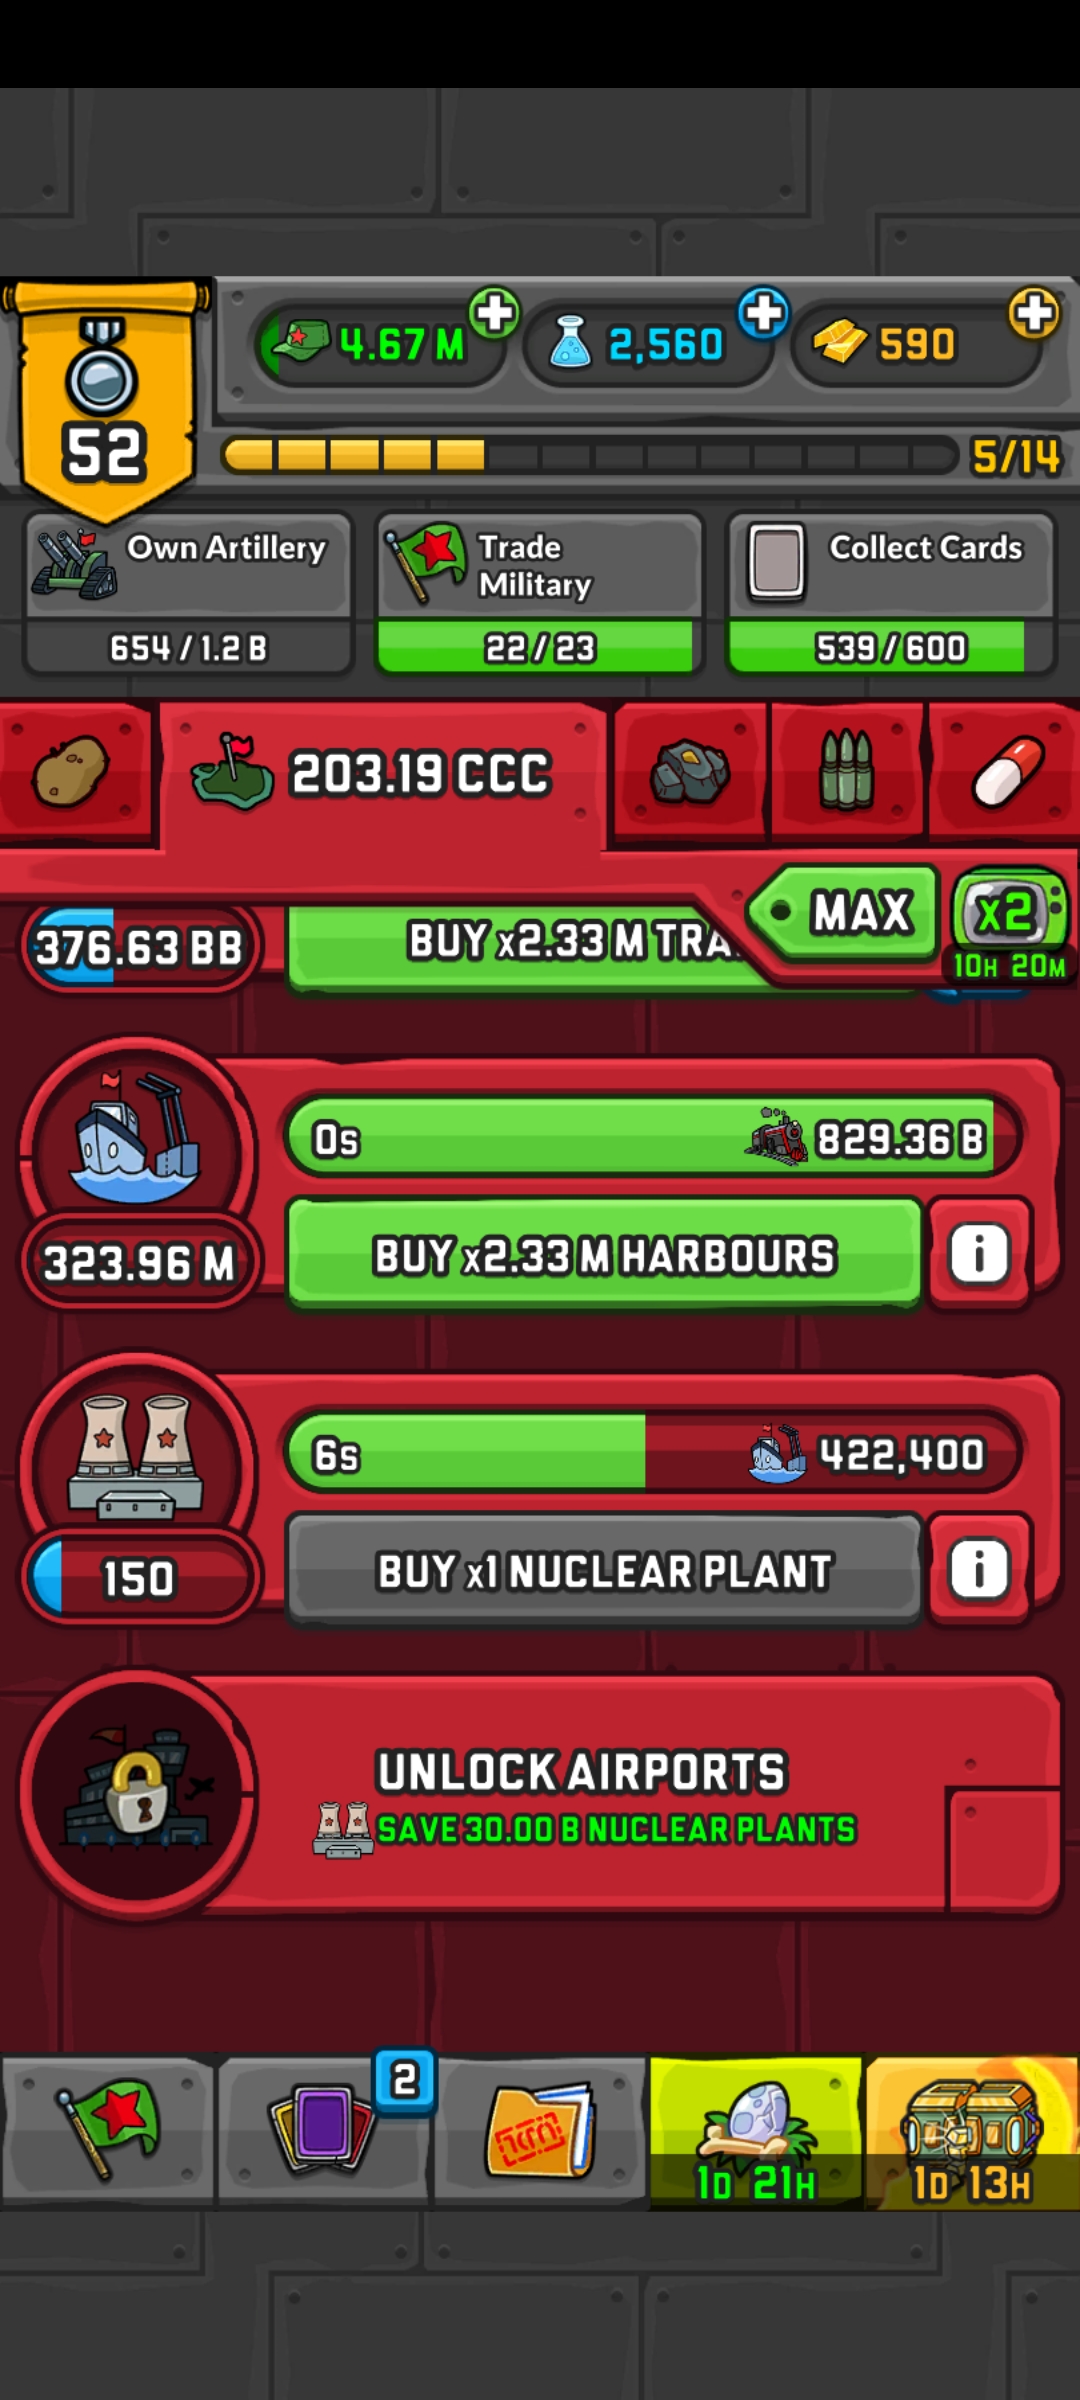 4.67 M
2,560
590
52
5/14
Own Artillery
654 / 1.2 B
Trade
Military
22 / 23
Collect Cards
539 / 600
203.19 CCC
MAX
x2
10H 20M
376.63 BB
BUY x2.33 M TRA
0s
829.36 B
323.96 M
BUY x2.33 M HARBOURS
i
6s
422,400
150
BUY x1 NUCLEAR PLANT
i
UNLOCK AIRPORTS
SAVE 30.00 B NUCLEAR PLANTS
2
1D 21H
1D 13H